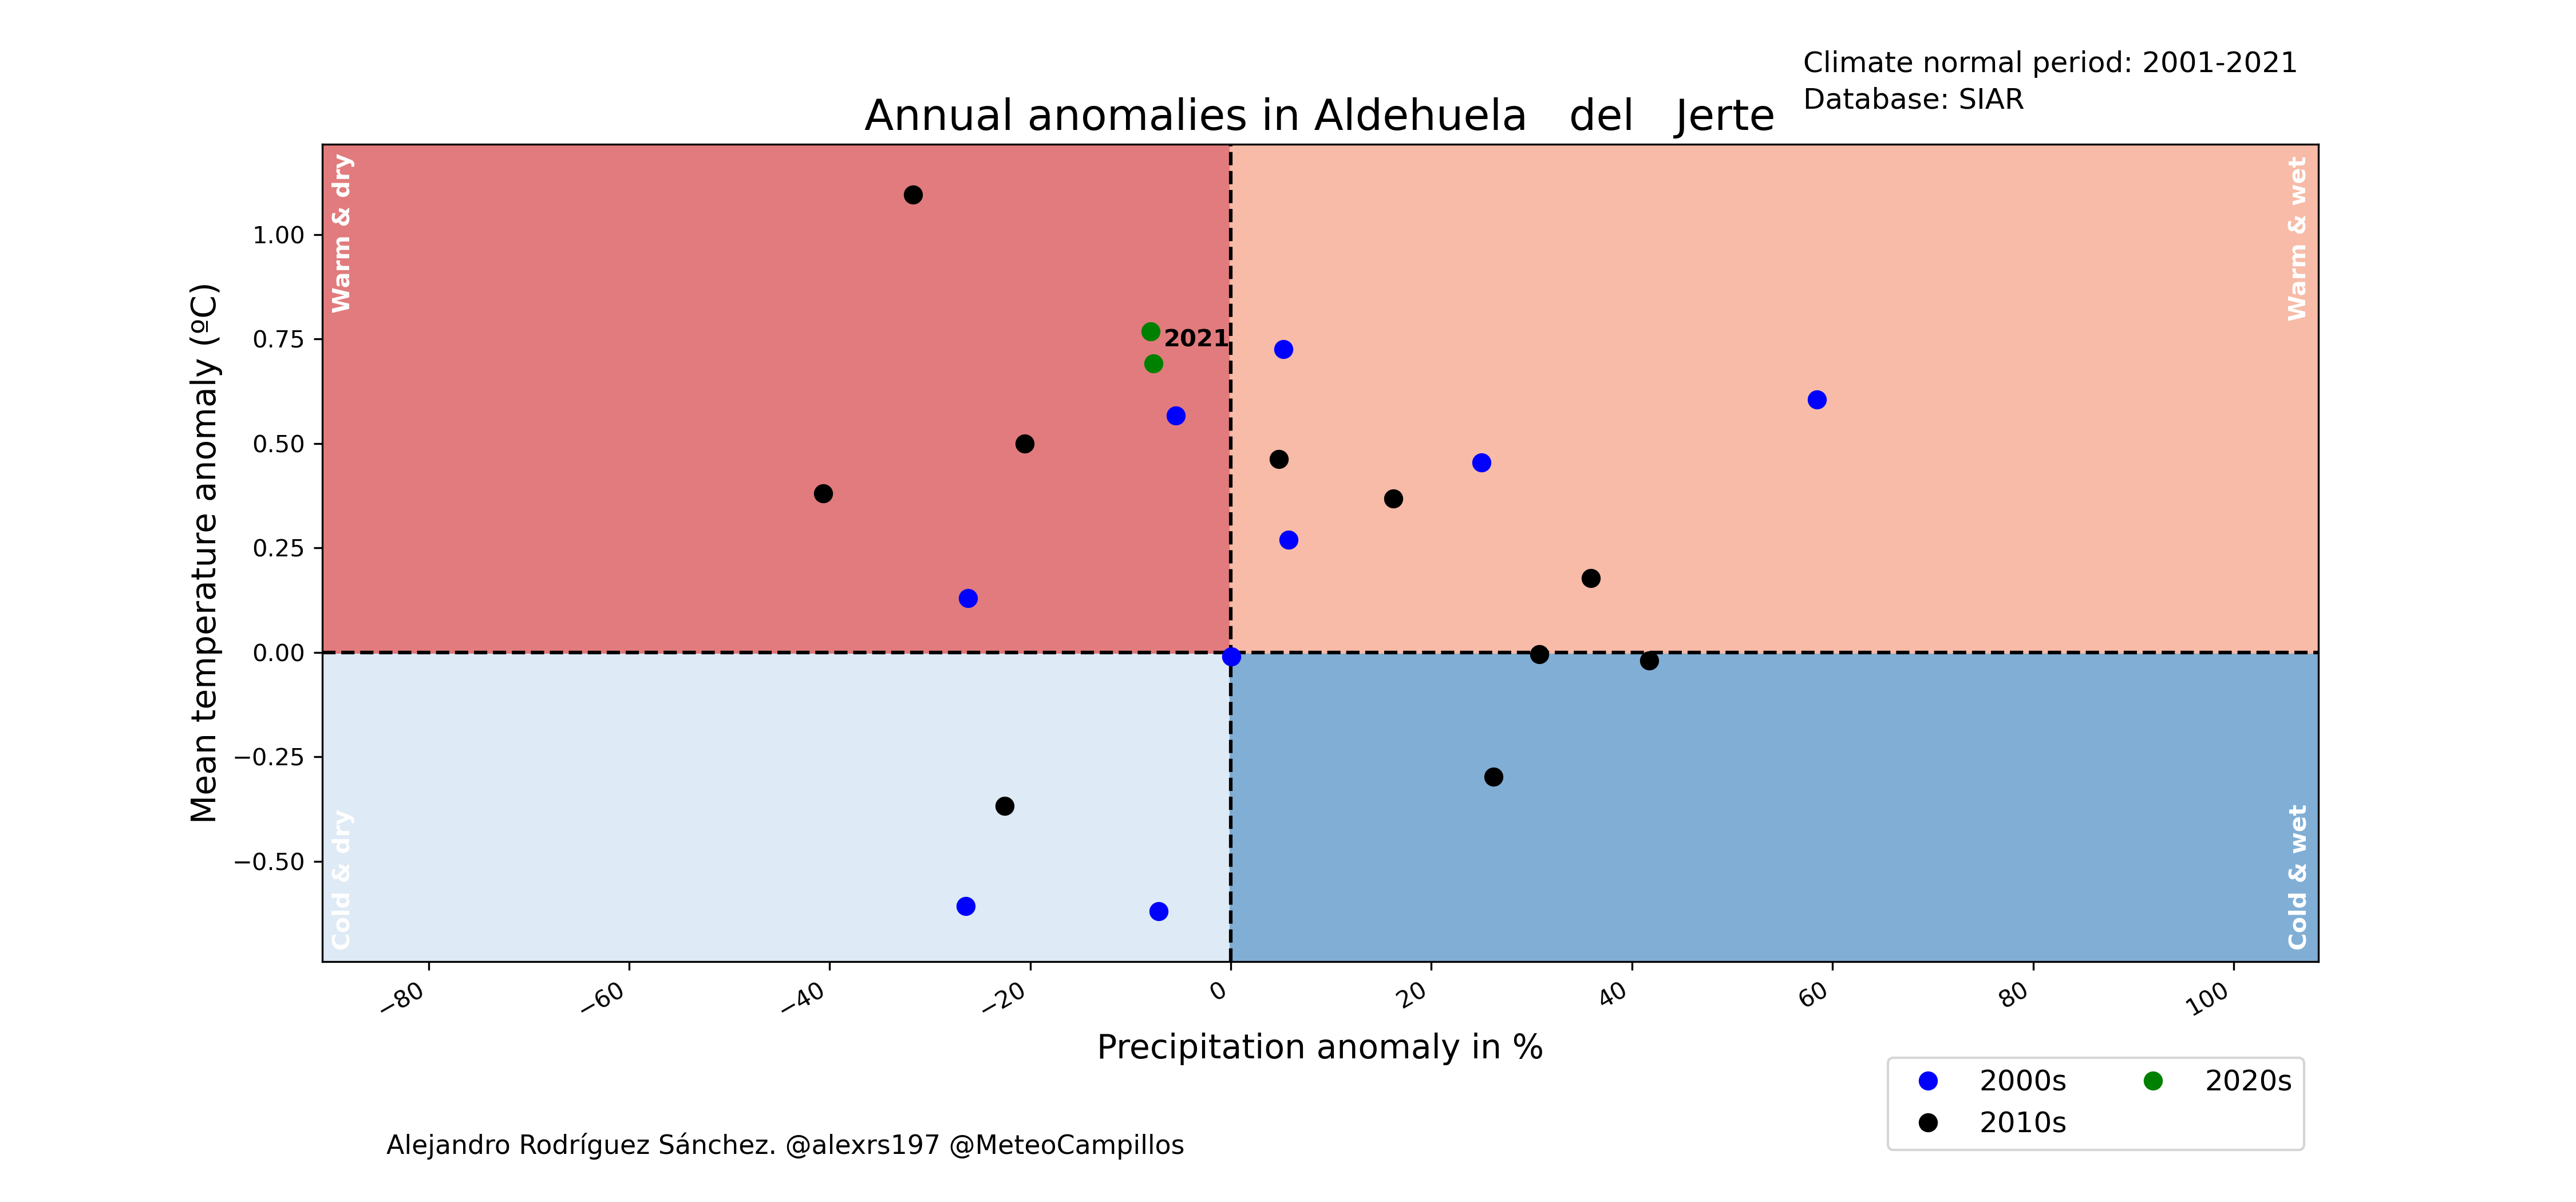 Climate normal period: 2001-2021
Database: SIAR
Annual anomalies in Aldehuela   del   Jerte
Warm & dry
Warm & wet
1.00
0.75
0.50
0.25
0.00
−0.25
−0.50
Mean temperature anomaly (ºC)
2021
Cold & dry
Cold & wet
−80
−60
−40
−20
0
20
40
60
80
100
Precipitation anomaly in %
2000s
2010s
2020s
Alejandro Rodríguez Sánchez. @alexrs197 @MeteoCampillos